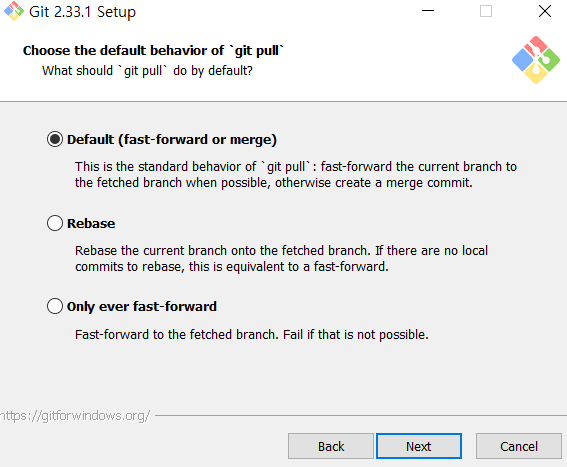 Git 2.33.1 Setup
Choose the default behavior of `git pull`
What should `git pull` do by default?
Default (fast-forward or merge)
This is the standard behavior of `git pull`: fast-forward the current branch to
the fetched branch when possible, otherwise create a merge commit.
Rebase
Rebase the current branch onto the fetched branch. If there are no local
commits to rebase, this is equivalent to a fast-forward.
Only ever fast-forward
Fast-forward to the fetched branch. Fail if that is not possible.
https://gitforwindows.org/
Back
Next
Cancel